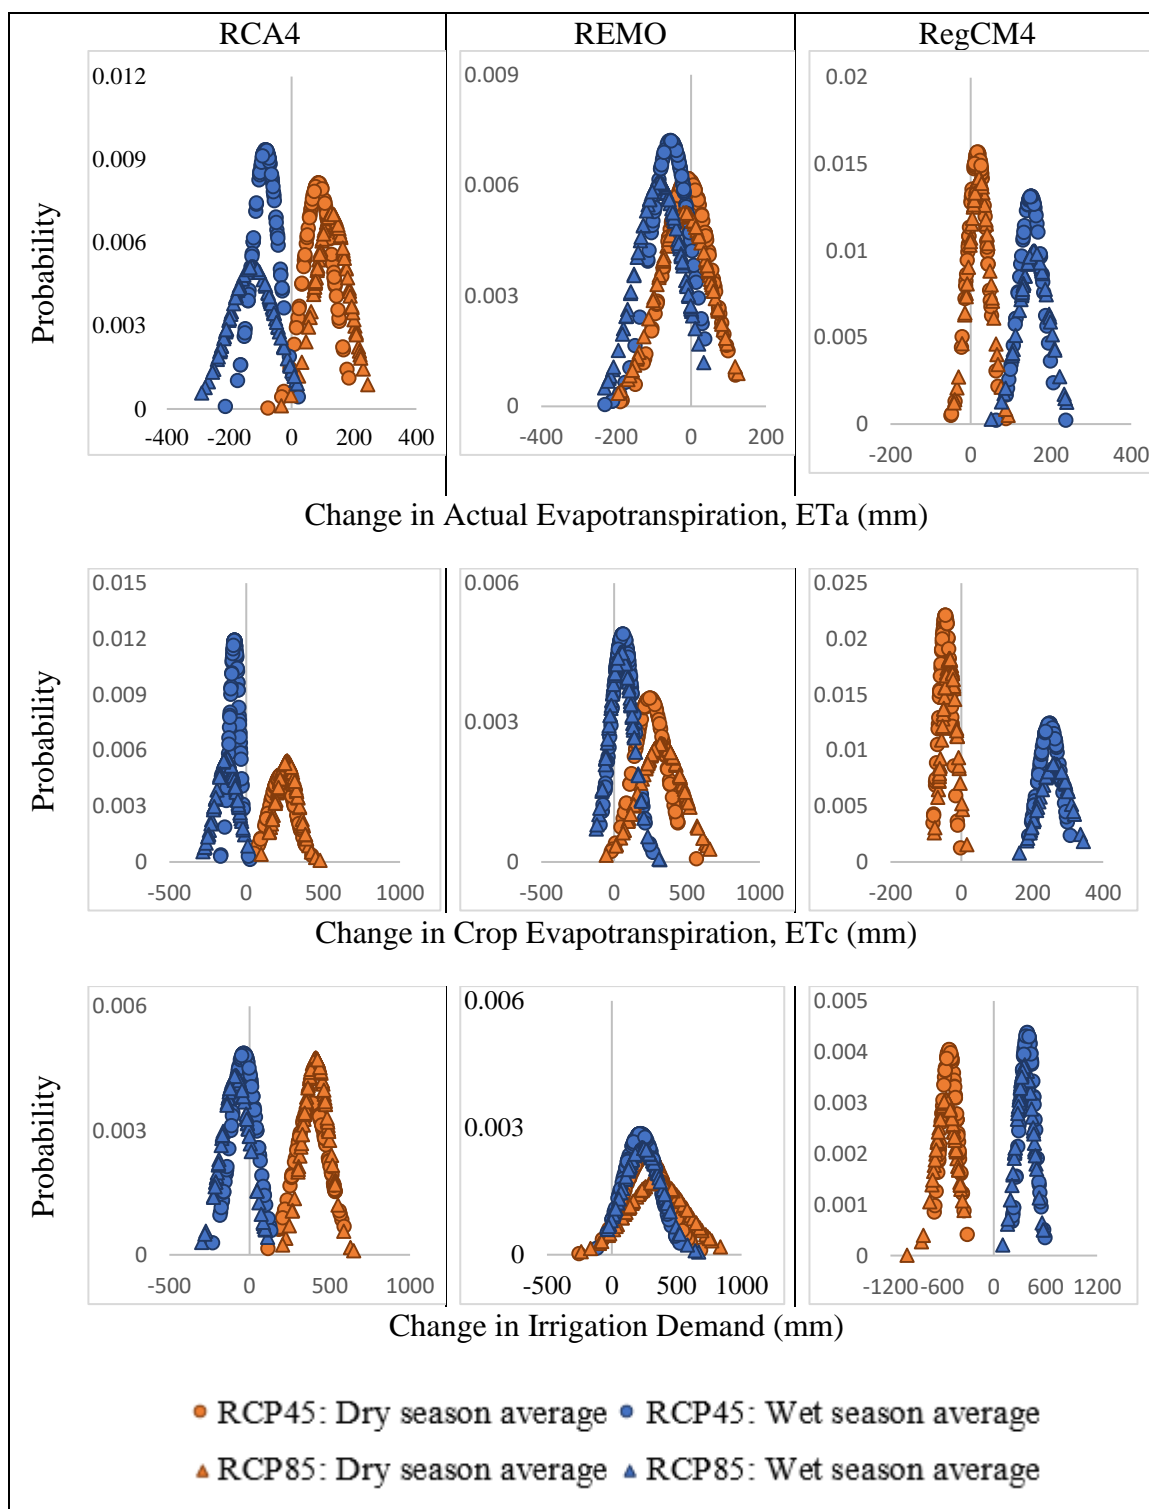 RCA4 REMO RegCM4
Probability
0.012
0.009
0.006
0.003
0
-400 -200 0 200 400
0.009
0.006
0.003
0
-400 -200 0 200
0.02
0.015
0.01
0.005
0
-200 0 200 400
Change in Actual Evapotranspiration, ETa (mm)
Probability
0.015
0.012
0.009
0.006
0.003
0
-500 0 500 1000
0.006
0.003
0
-500 0 500 1000
0.025
0.02
0.015
0.01
0.005
0
-200 0 200 400
Change in Crop Evapotranspiration, ETc (mm)
Probability
0.006
0.003
0
-500 0 500 1000
0.006
0.003
0
-500 0 500 1000
0.005
0.004
0.003
0.002
0.001
0
-1200 -600 0 600 1200
Change in Irrigation Demand (mm)
RCP45: Dry season average RCP45: Wet season average
RCP85: Dry season average RCP85: Wet season average